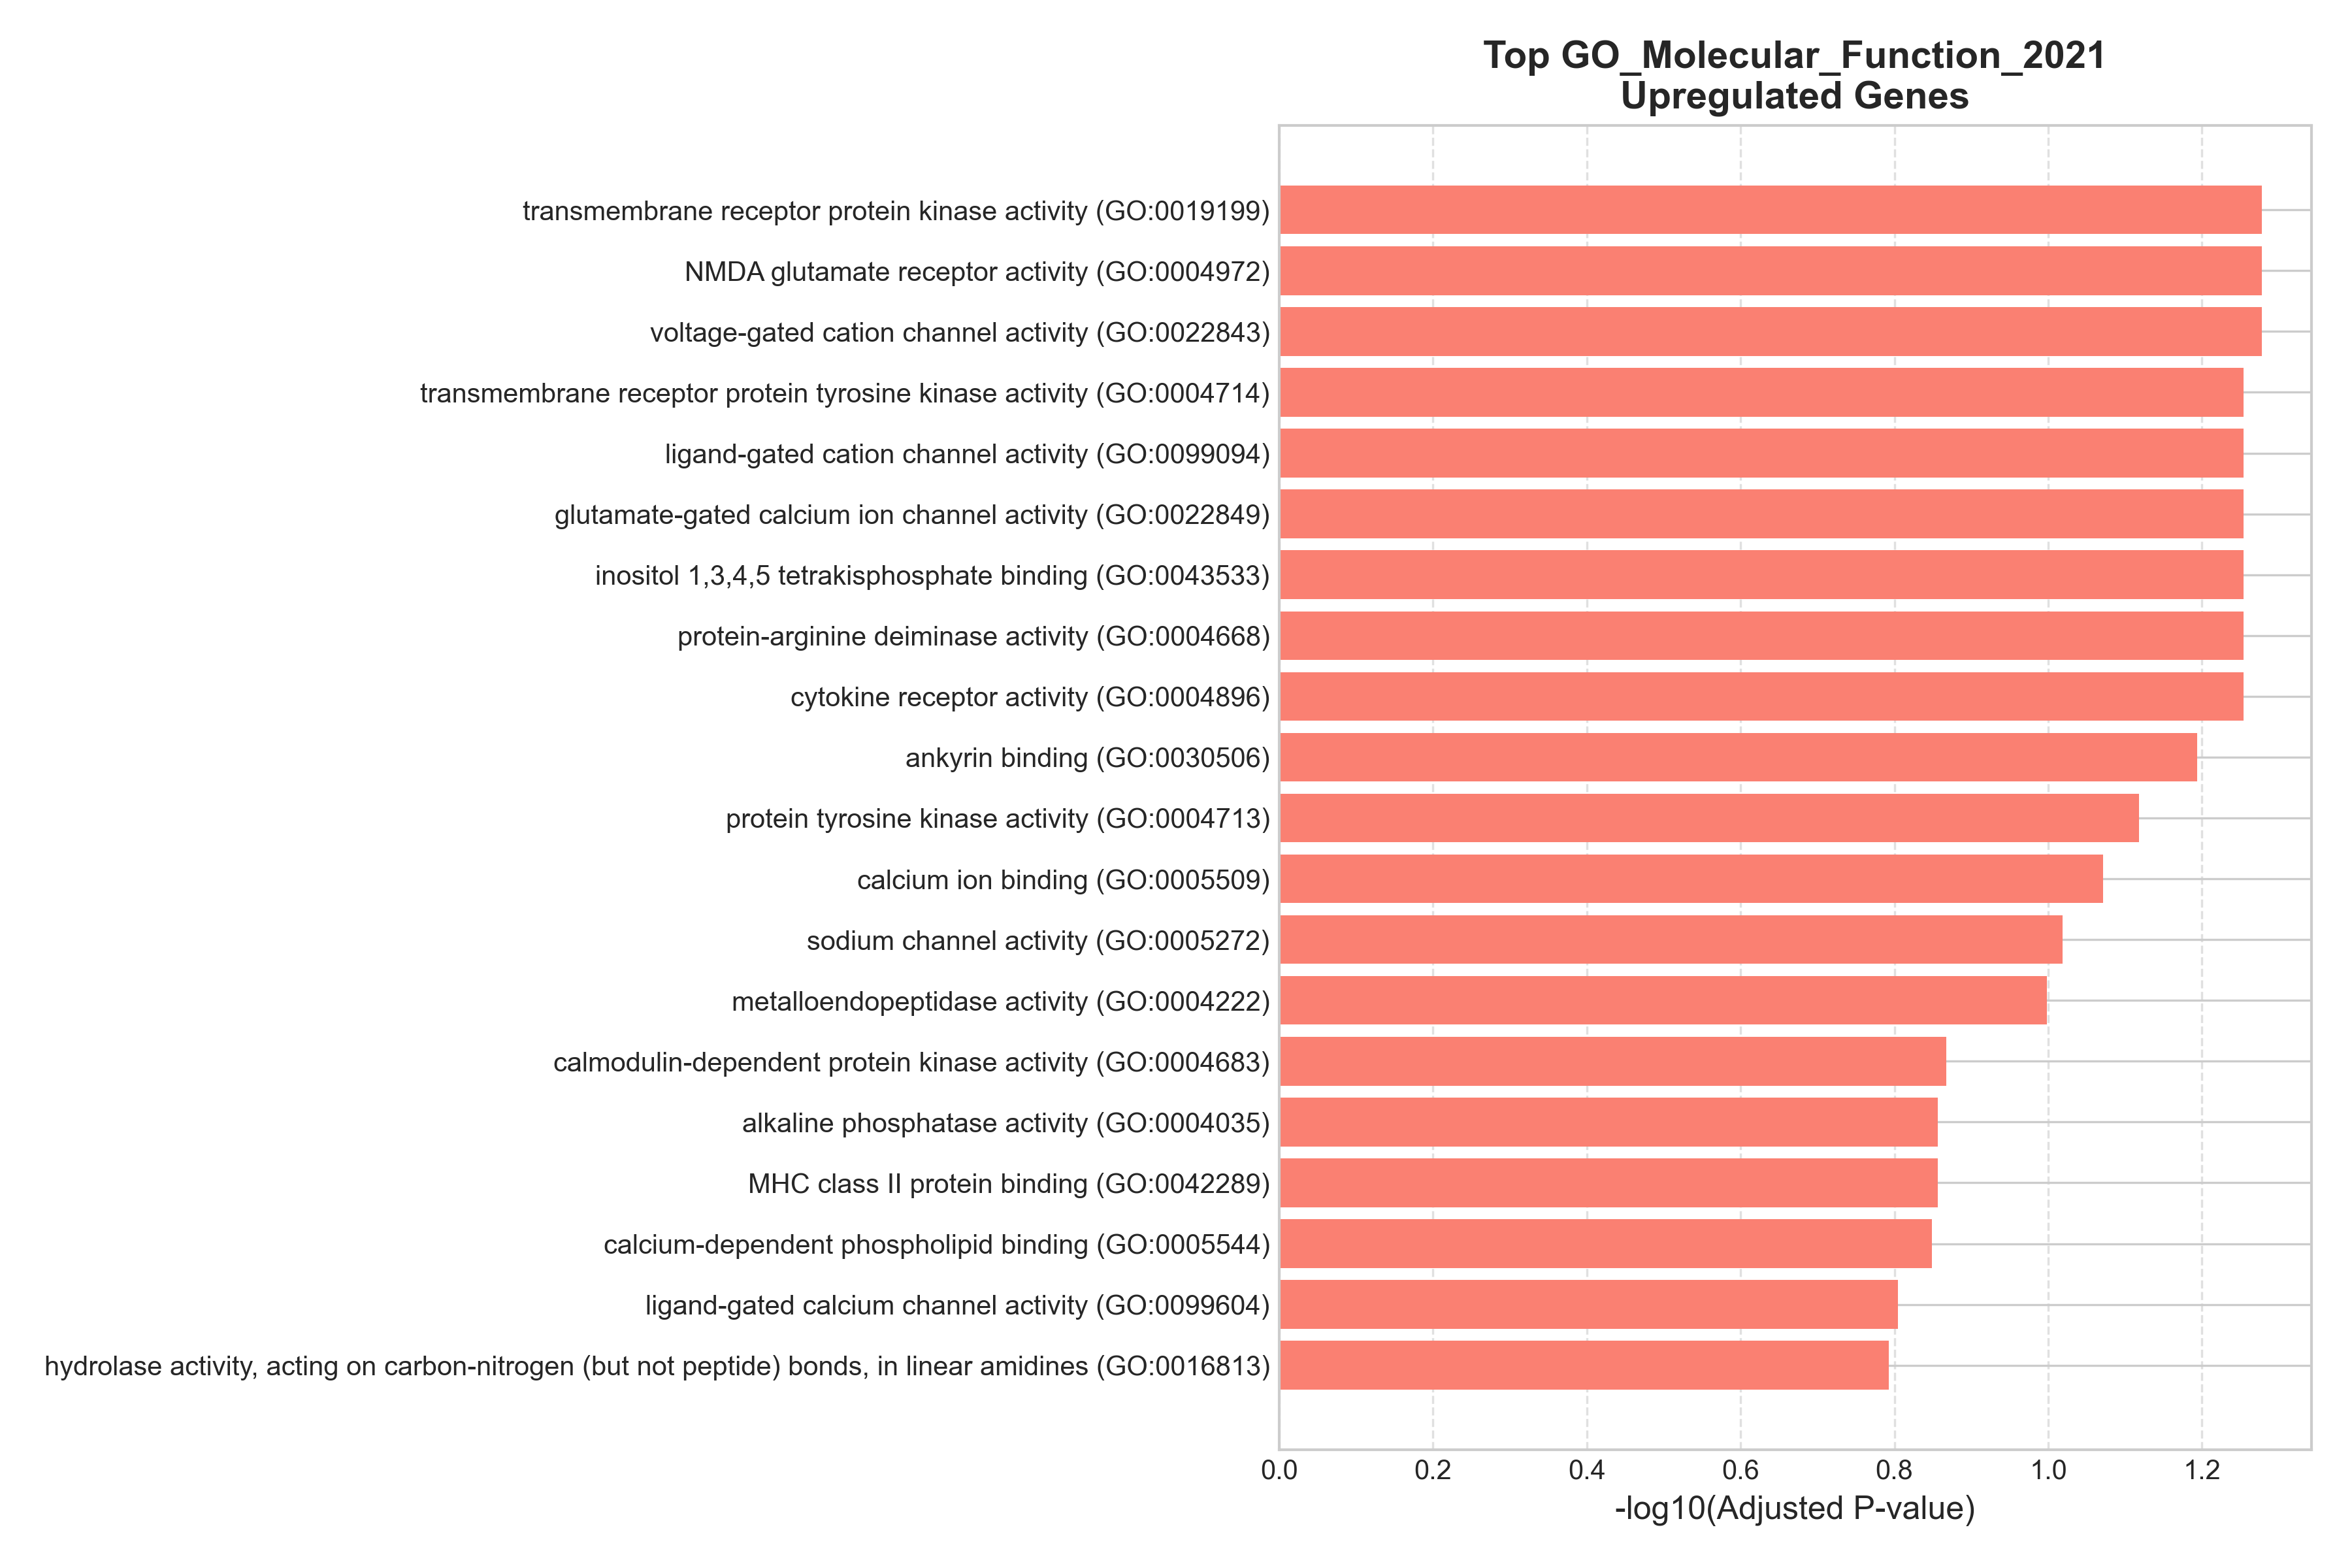 Top GO_Molecular_Function_2021
Upregulated Genes
transmembrane receptor protein kinase activity (GO:0019199)
NMDA glutamate receptor activity (GO:0004972)
voltage-gated cation channel activity (GO:0022843)
transmembrane receptor protein tyrosine kinase activity (GO:0004714)
ligand-gated cation channel activity (GO:0099094)
glutamate-gated calcium ion channel activity (GO:0022849)
inositol 1,3,4,5 tetrakisphosphate binding (GO:0043533)
protein-arginine deiminase activity (GO:0004668)
cytokine receptor activity (GO:0004896)
ankyrin binding (GO:0030506)
protein tyrosine kinase activity (GO:0004713)
calcium ion binding (GO:0005509)
sodium channel activity (GO:0005272)
metalloendopeptidase activity (GO:0004222)
calmodulin-dependent protein kinase activity (GO:0004683)
alkaline phosphatase activity (GO:0004035)
MHC class II protein binding (GO:0042289)
calcium-dependent phospholipid binding (GO:0005544)
ligand-gated calcium channel activity (GO:0099604)
hydrolase activity, acting on carbon-nitrogen (but not peptide) bonds, in linear amidines (GO:0016813)
0.0 0.2 0.4 0.6 0.8 1.0 1.2
-log10(Adjusted P-value)